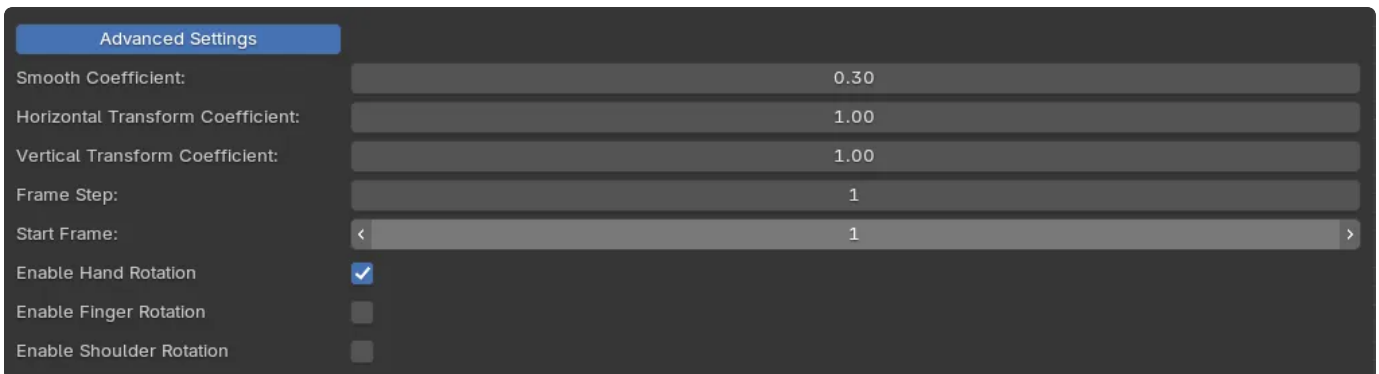 Advanced Settings
Smooth Coefficient: 0.30
Horizontal Transform Coefficient: 1.00
Vertical Transform Coefficient: 1.00
Frame Step: 1
Start Frame: < 1 >
Enable Hand Rotation
Enable Finger Rotation
Enable Shoulder Rotation